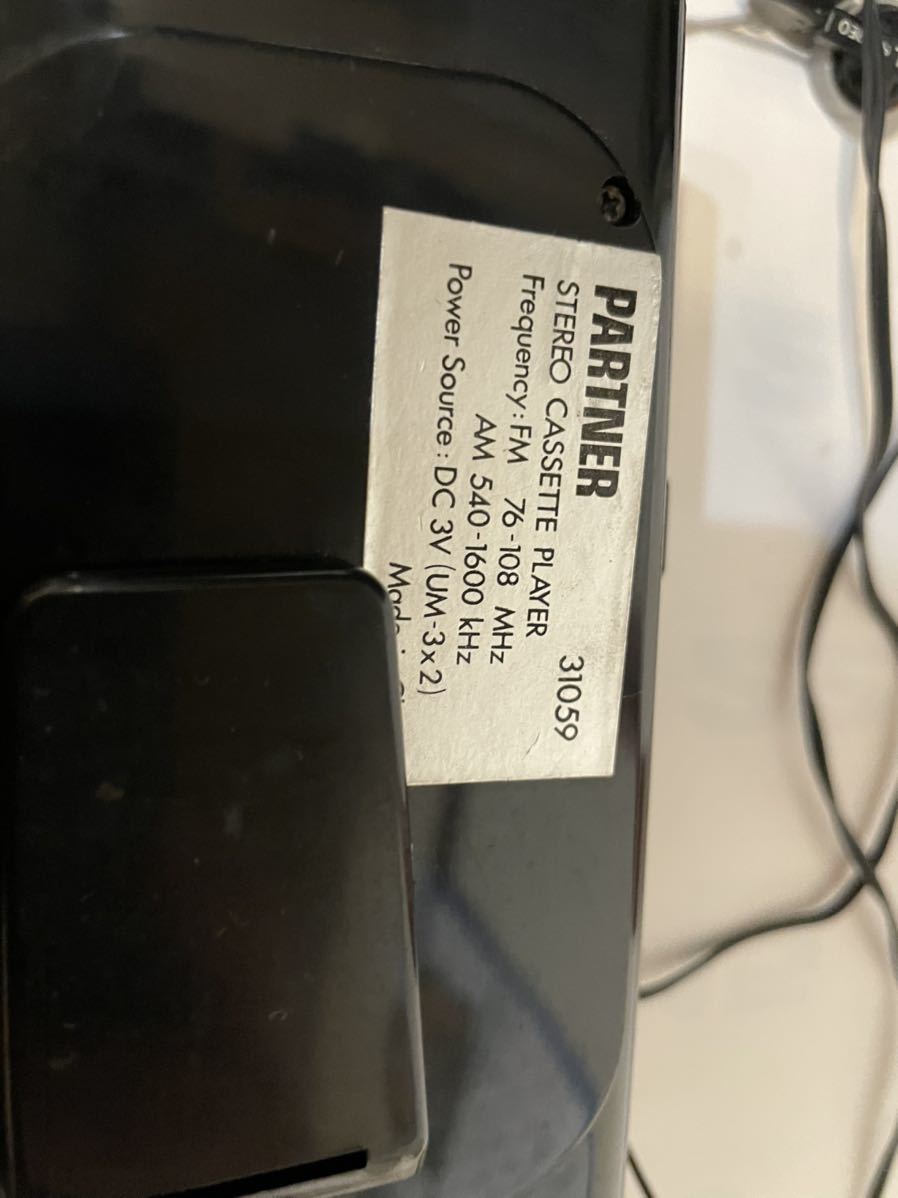 PARTNER
STEREO CASSETTE PLAYER 31059
Frequency: FM 76-108 MHz
AM 540-1600 kHz
Power Source: DC 3V (UM-3x2)